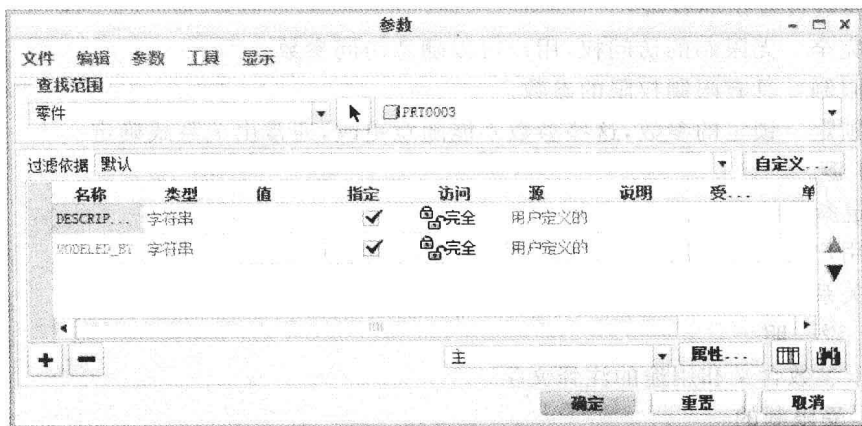 参数
文件 编辑 参数 工具 显示
查找范围
零件 PRT0003
过滤依据 默认 自定义...
名称 类型 值 指定 访问 源 说明 受... 单
DESCRIP... 字符串 完全 用户定义的
MODELED_BY 字符串 完全 用户定义的
主 属性...
确定 重置 取消